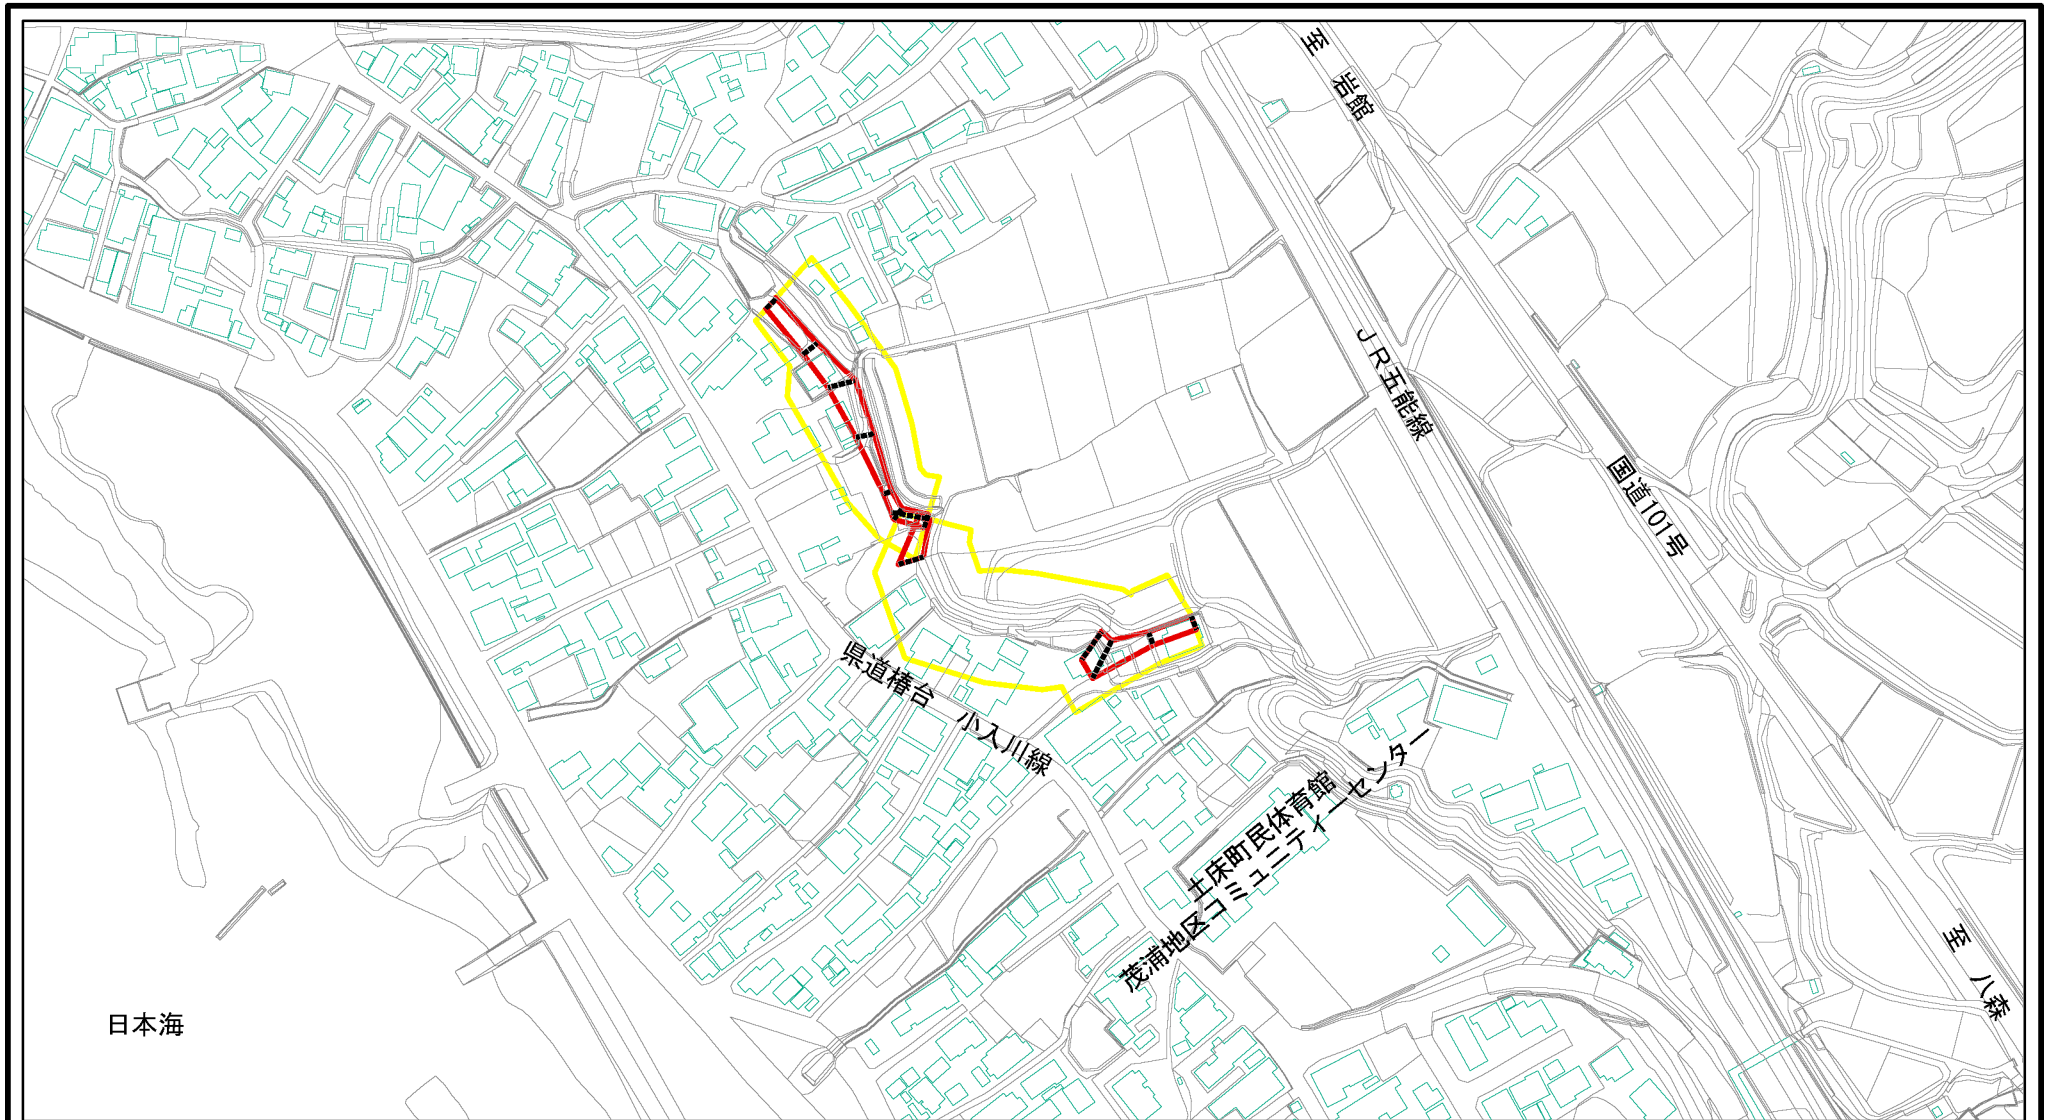 至　岩館
JR五能線
国道101号
県道椿台　小入川線
土床町民体育館
茂浦地区コミュニティーセンター
至　八森
日本海